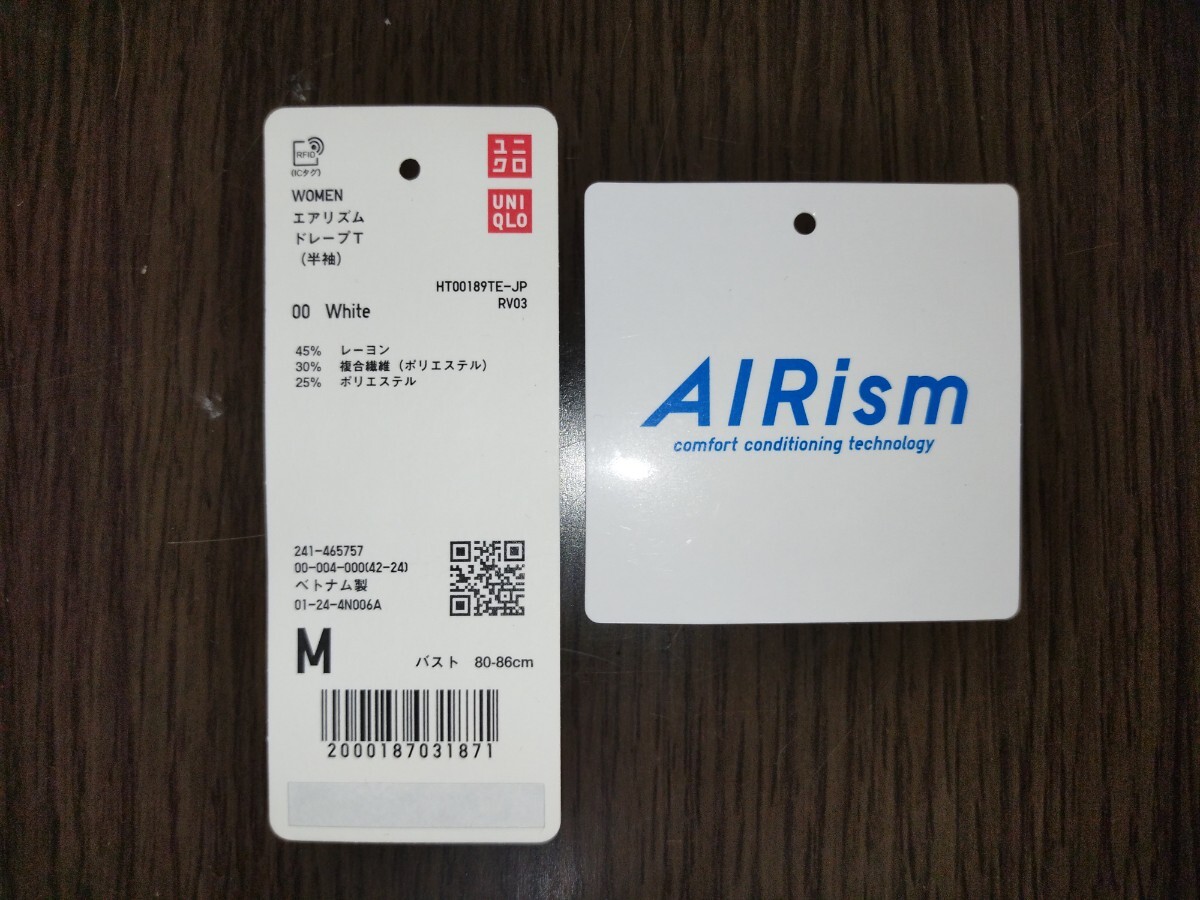 RFID
(ICタグ)
ユニ
クロ
WOMEN
UNI
QLO
エアリズム
ドレープT
(半袖)
HT00189TE-JP
RV03
00 White
45% レーヨン
30% 複合繊維（ポリエステル）
25% ポリエステル
241-465757
00-004-000(42-24)
ベトナム製
01-24-4N006A
M
バスト 80-86cm
2000187031871
AIRism
comfort conditioning technology